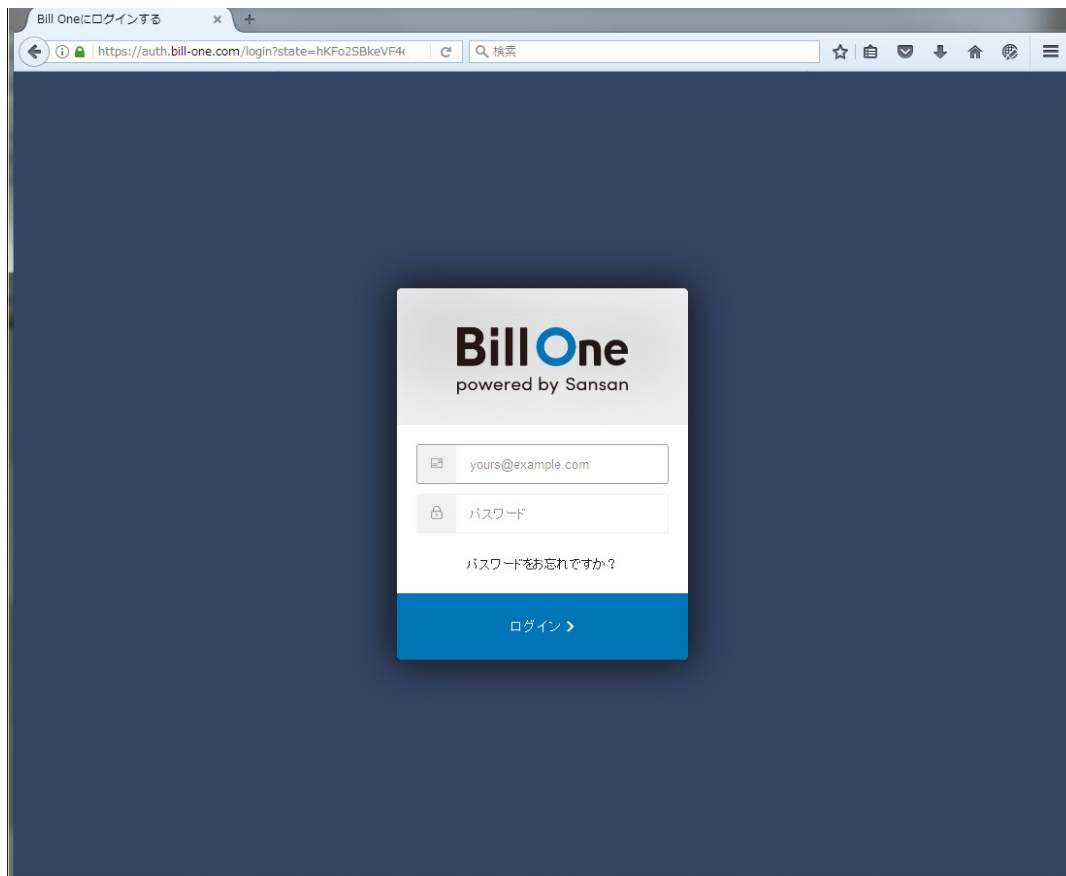 Bill Oneにログインする
https://auth.bill-one.com/login?state=hKFo2SBkeVF4
検索
Bill One
powered by Sansan
yours@example.com
パスワード
パスワードをお忘れですか？
ログイン